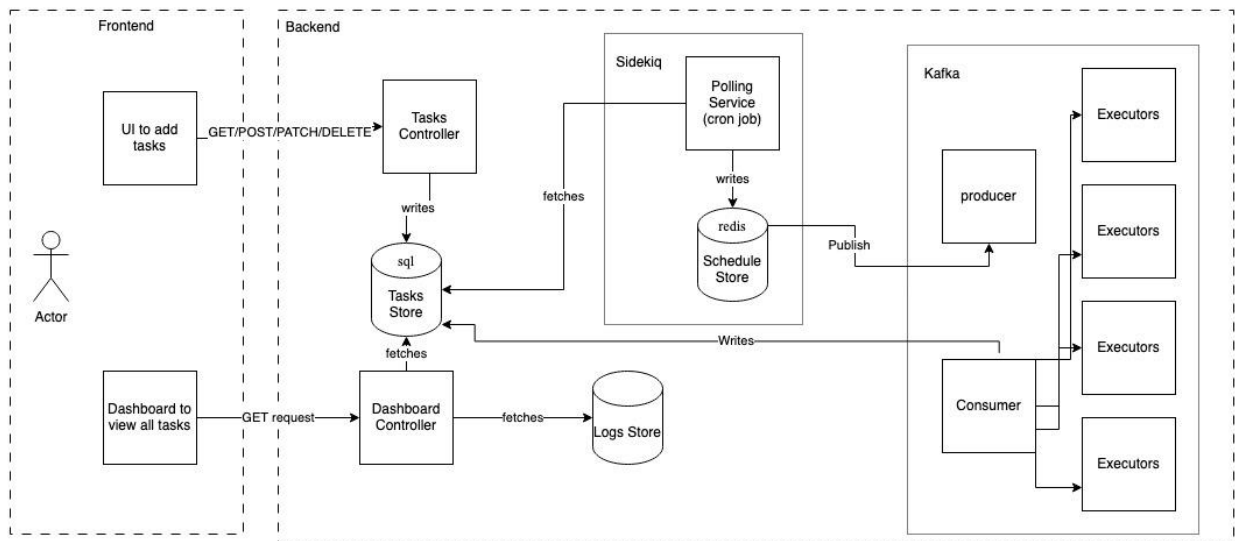 Frontend
Backend
Sidekiq
Polling
Service
(cron job)
Kafka
Executors
UI to add
tasks
GET/POST/PATCH/DELETE
Tasks
Controller
writes
fetches
writes
producer
redis
Publish
Schedule
Store
Executors
sql
Tasks
Store
Actor
fetches
Writes
Executors
Dashboard to
view all tasks
GET request
Dashboard
Controller
fetches
Logs Store
Consumer
Executors